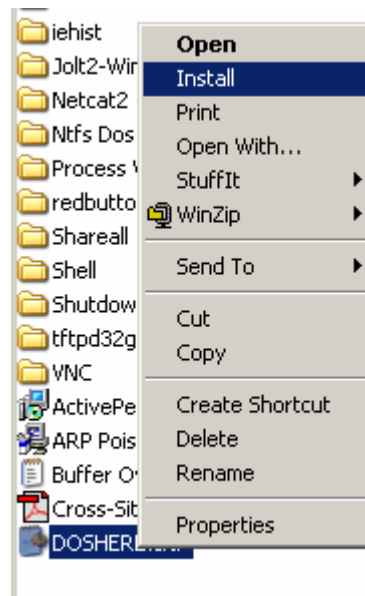 iehist
Jolt2-Wir
Netcat2
Ntfs Dos
Process
redbutto
Shareall
Shell
Shutdow
tftpd32g
VNC
ActivePe
ARP Pois
Buffer O
Cross-Sit
Open
Install
Print
Open With...
StuffIt
WinZip
Send To
Cut
Copy
Create Shortcut
Delete
Rename
Properties